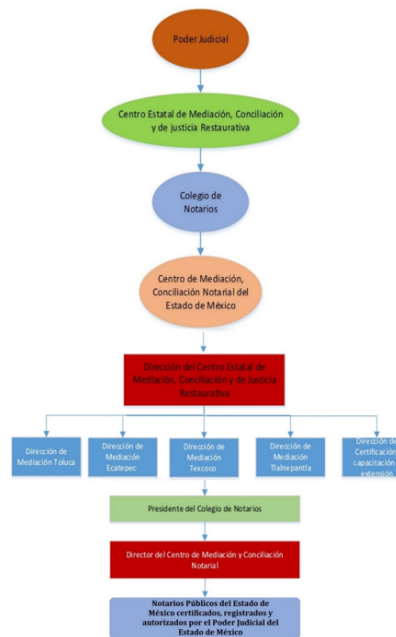 Poder Judicial
Centro Estatal de Mediación, Conciliación
y de justicia Restaurativa
Colegio de
Notarios
Centro de Mediación,
Conciliación Notarial del
Estado de México
Dirección del Centro Estatal de
Mediación, Conciliación y de Justicia
Restaurativa
Dirección de
Mediación Toluca
Dirección de
Mediación
Ecatepec
Dirección de
Mediación
Texcoco
Dirección de
Mediación
Tlalnepantla
Dirección de
Certificación,
capacitación y
extensión
Presidente del Colegio de Notarios
Director del Centro de Mediación y Conciliación
Notarial
Notarios Públicos del Estado de
México certificados, registrados y
autorizados por el Poder Judicial del
Estado de México